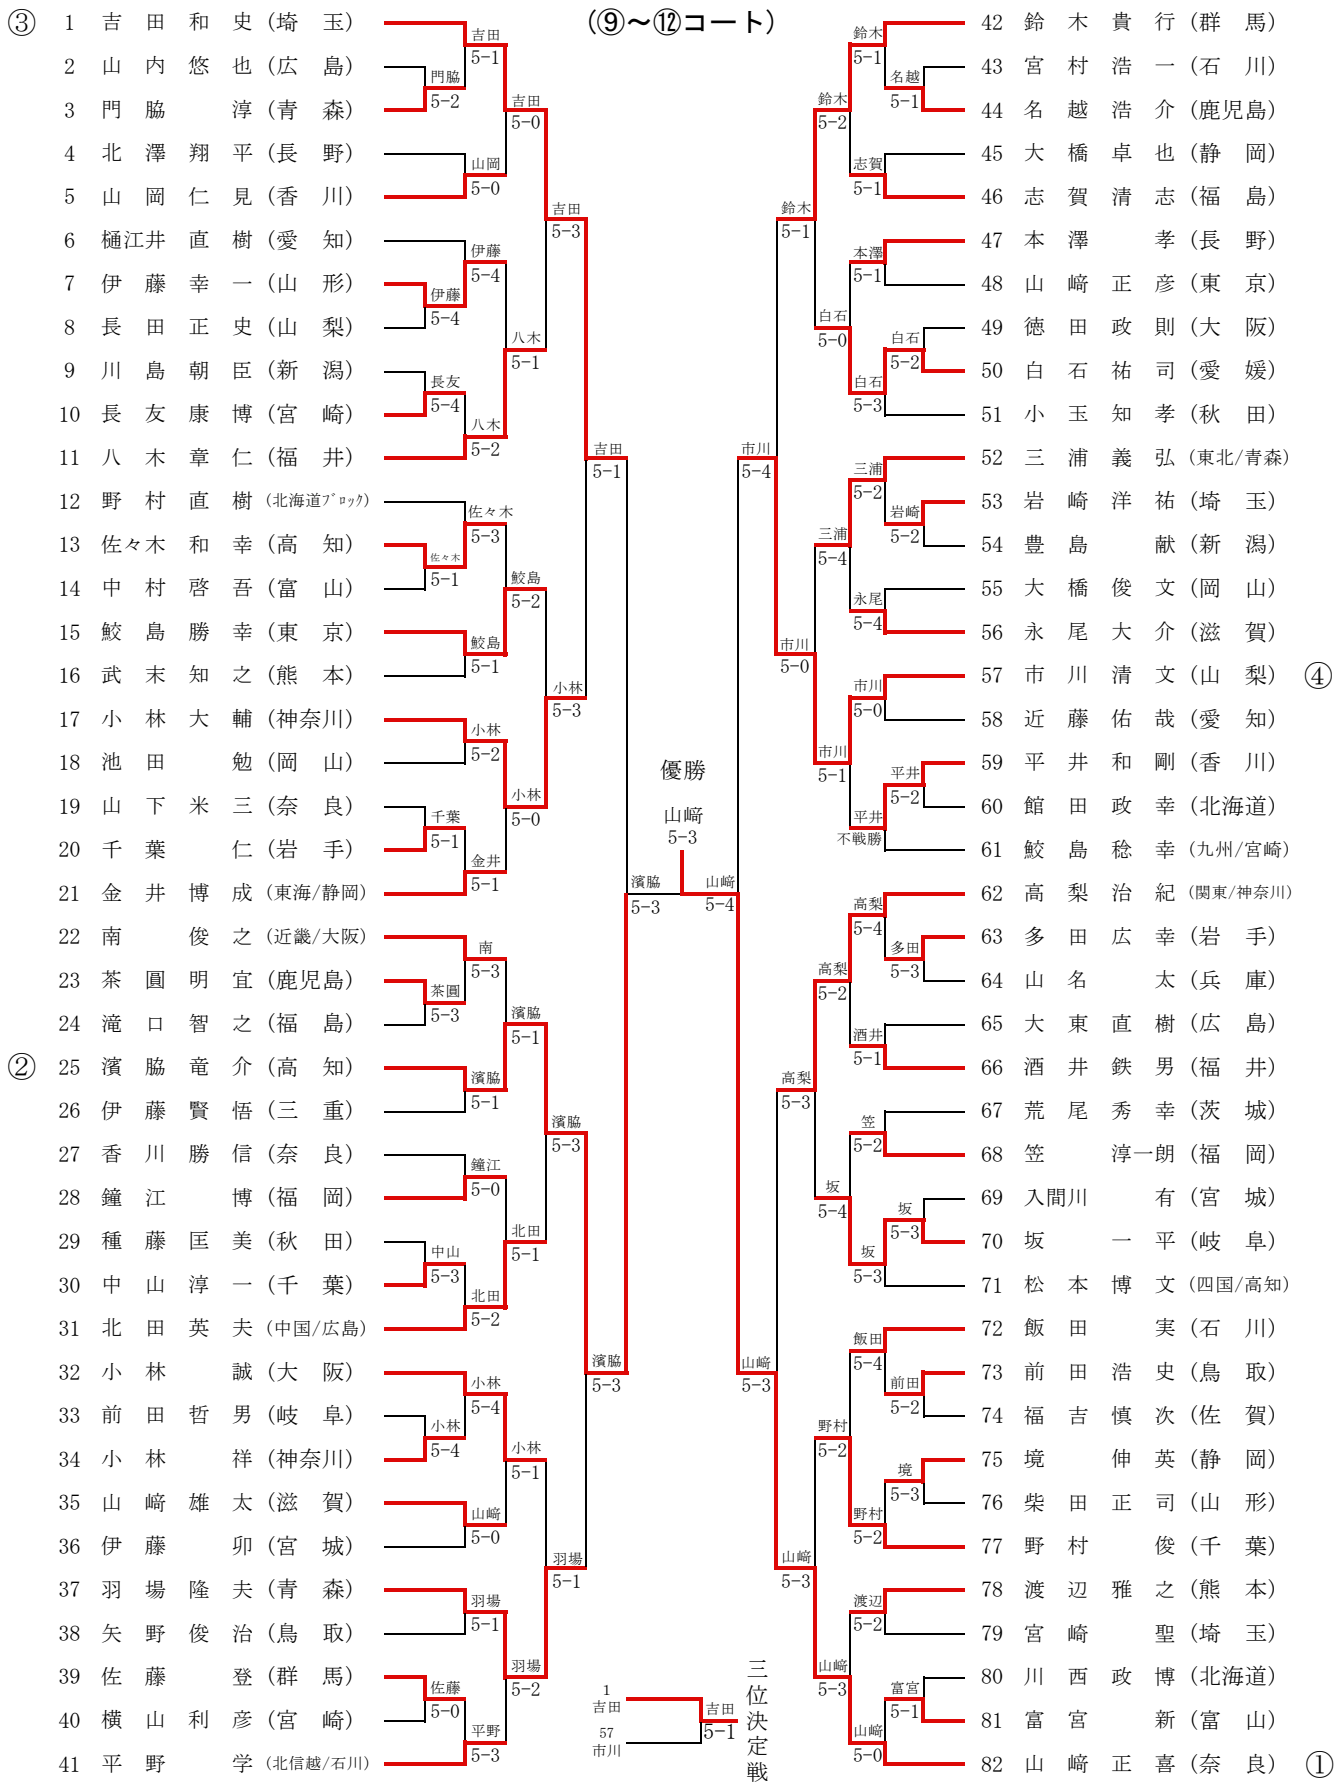 (⑨～⑫コート)
③ 1 吉田和史 (埼玉)
2 山内悠也 (広島)
3 門脇淳 (青森)
4 北澤翔平 (長野)
5 山岡仁見 (香川)
6 樋江井直樹 (愛知)
7 伊藤幸一 (山形)
8 長田正史 (山梨)
9 川島朝臣 (新潟)
10 長友康博 (宮崎)
11 八木章仁 (福井)
12 野村直樹 (北海道ﾌﾞﾛｯｸ)
13 佐々木和幸 (高知)
14 中村啓吾 (富山)
15 鮫島勝幸 (東京)
16 武末知之 (熊本)
17 小林大輔 (神奈川)
18 池田勉 (岡山)
19 山下米三 (奈良)
20 千葉仁 (岩手)
21 金井博成 (東海/静岡)
22 南俊之 (近畿/大阪)
23 茶圓明宜 (鹿児島)
24 滝口智之 (福島)
② 25 濱脇竜介 (高知)
26 伊藤賢悟 (三重)
27 香川勝信 (奈良)
28 鐘江博 (福岡)
29 種藤匡美 (秋田)
30 中山淳一 (千葉)
31 北田英夫 (中国/広島)
32 小林誠 (大阪)
33 前田哲男 (岐阜)
34 小林祥 (神奈川)
35 山﨑雄太 (滋賀)
36 伊藤卯 (宮城)
37 羽場隆夫 (青森)
38 矢野俊治 (鳥取)
39 佐藤登 (群馬)
40 横山利彦 (宮崎)
41 平野学 (北信越/石川)
門脇 5-2
伊藤 5-4
長友 5-4
佐々木 5-1
千葉 5-1
茶圓 5-3
中山 5-3
小林 5-4
佐藤 5-0
吉田 5-1
山岡 5-0
伊藤 5-4
八木 5-2
佐々木 5-3
鮫島 5-1
小林 5-2
金井 5-1
南 5-3
濱脇 5-1
鐘江 5-0
北田 5-2
小林 5-4
山﨑 5-0
羽場 5-1
平野 5-3
吉田 5-0
八木 5-1
鮫島 5-2
小林 5-0
濱脇 5-1
北田 5-1
小林 5-1
羽場 5-2
吉田 5-3
小林 5-3
濱脇 5-3
羽場 5-1
吉田 5-1
濱脇 5-3
濱脇 5-3
優勝
山﨑
5-3
山﨑 5-4
市川 5-4
山﨑 5-3
鈴木 5-1
市川 5-0
高梨 5-3
山﨑 5-3
鈴木 5-2
白石 5-0
三浦 5-4
市川 5-1
高梨 5-2
坂 5-4
野村 5-2
山﨑 5-3
鈴木 5-1
志賀 5-1
本澤 5-1
白石 5-3
三浦 5-2
永尾 5-4
市川 5-0
平井 不戦勝
高梨 5-4
酒井 5-1
笠 5-2
坂 5-3
飯田 5-4
野村 5-2
渡辺 5-2
山﨑 5-0
名越 5-1
白石 5-2
岩崎 5-2
平井 5-2
多田 5-3
坂 5-3
前田 5-2
境 5-3
富宮 5-1
42 鈴木貴行 (群馬)
43 宮村浩一 (石川)
44 名越浩介 (鹿児島)
45 大橋卓也 (静岡)
46 志賀清志 (福島)
47 本澤孝 (長野)
48 山﨑正彦 (東京)
49 徳田政則 (大阪)
50 白石祐司 (愛媛)
51 小玉知孝 (秋田)
52 三浦義弘 (東北/青森)
53 岩崎洋祐 (埼玉)
54 豊島献 (新潟)
55 大橋俊文 (岡山)
56 永尾大介 (滋賀)
57 市川清文 (山梨) ④
58 近藤佑哉 (愛知)
59 平井和剛 (香川)
60 館田政幸 (北海道)
61 鮫島稔幸 (九州/宮崎)
62 高梨治紀 (関東/神奈川)
63 多田広幸 (岩手)
64 山名太 (兵庫)
65 大東直樹 (広島)
66 酒井鉄男 (福井)
67 荒尾秀幸 (茨城)
68 笠淳一朗 (福岡)
69 入間川有 (宮城)
70 坂一平 (岐阜)
71 松本博文 (四国/高知)
72 飯田実 (石川)
73 前田浩史 (鳥取)
74 福吉慎次 (佐賀)
75 境伸英 (静岡)
76 柴田正司 (山形)
77 野村俊 (千葉)
78 渡辺雅之 (熊本)
79 宮崎聖 (埼玉)
80 川西政博 (北海道)
81 富宮新 (富山)
82 山﨑正喜 (奈良) ①
三位決定戦
1 吉田
57 市川
吉田 5-1